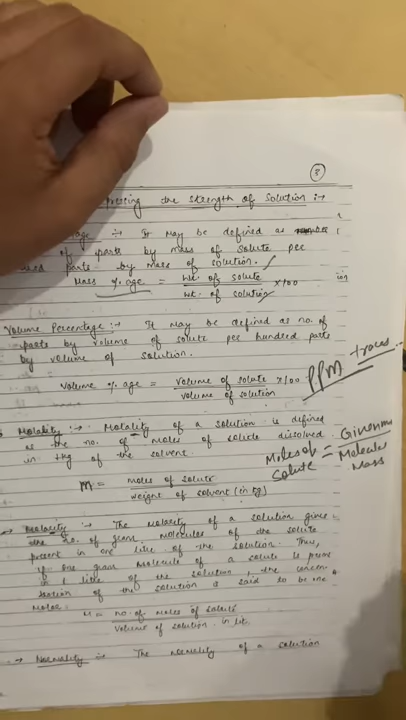 3
the strength of Solution :-
age :- It may be defined as number
of parts by mass of solute per
parts by mass of solution.
Mass % age = wt. of solute / wt. of solution × 100
Volume Percentage :- It may be defined as no. of
parts by volume of solute per hundred parts
by volume of solution.
volume % age = volume of solute / volume of solution × 100
PPM traces
Molality :- Molality of a solution is defined
as the no. of moles of solute dissolved
in 1kg of the solvent.
Moles of Solute = Given / Molecular Mass
m = moles of solute / weight of solvent (in kg)
Molarity :- The Molarity of a solution gives
the no. of gram molecules of the solute
present in one litre of the solution. Thus,
if one gram molecule of a solute is
in 1 litre of the solution, the concen
tration of the solution is said to be one
molar.
M = no. of moles of solute / Volume of solution in lit.
Normality :- The normality of a solution